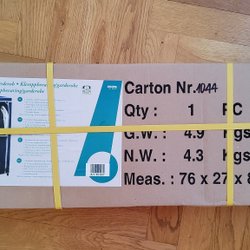 Carton Nr. 1044
Qty : 1 PC
G.W. : 4.9 Kgs
N.W. : 4.3 Kgs
Meas. : 76 x 27 x 8